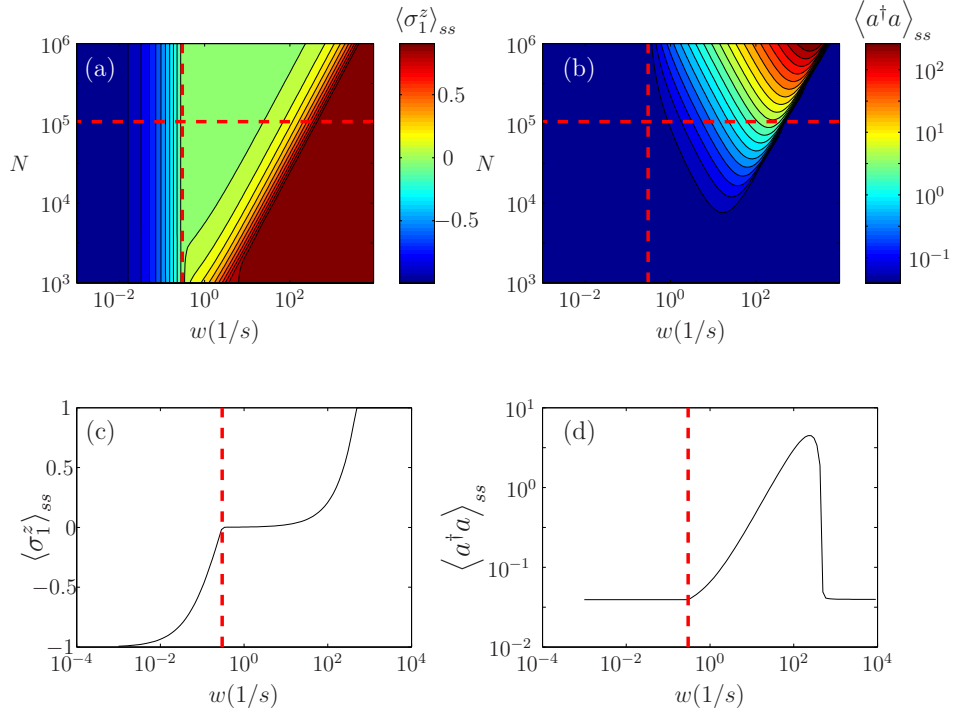 ⟨σ₁ᶻ⟩ss
⟨a†a⟩ss
(a)
10⁶
10⁵
N
10⁴
10³
10⁻² 10⁰ 10²
w(1/s)
0.5
0
−0.5
(b)
10⁶
10⁵
N
10⁴
10³
10⁻² 10⁰ 10²
w(1/s)
10²
10¹
10⁰
10⁻¹
(c)
⟨σ₁ᶻ⟩ss
1
0.5
0
−0.5
−1
10⁻⁴ 10⁻² 10⁰ 10² 10⁴
w(1/s)
(d)
⟨a†a⟩ss
10¹
10⁰
10⁻¹
10⁻²
10⁻⁴ 10⁻² 10⁰ 10² 10⁴
w(1/s)